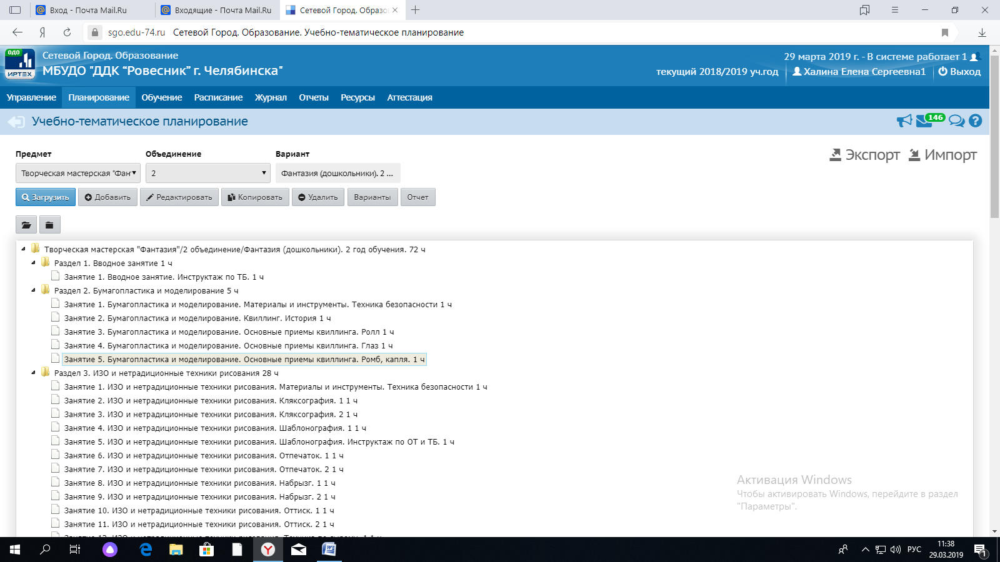 Вход - Почта Mail.Ru
Входящие - Почта Mail.Ru
Сетевой Город. Образо
sgo.edu-74.ru Сетевой Город. Образование. Учебно-тематическое планирование
ОДО
ИРТЕХ
Сетевой Город. Образование
МБУДО "ДДК “Ровесник” г. Челябинска"
29 марта 2019 г. - В системе работает 1
текущий 2018/2019 уч.год
Халина Елена Сергеевна1
Выход
Управление Планирование Обучение Расписание Журнал Отчеты Ресурсы Аттестация
Учебно-тематическое планирование
146
Предмет Объединение Вариант
Экспорт Импорт
Творческая мастерская "Фан 2 Фантазия (дошкольники). 2 ...
Загрузить Добавить Редактировать Копировать Удалить Варианты Отчет
Творческая мастерская "Фантазия"/2 объединение/Фантазия (дошкольники). 2 год обучения. 72 ч
Раздел 1. Вводное занятие 1 ч
Занятие 1. Вводное занятие. Инструктаж по ТБ. 1 ч
Раздел 2. Бумагопластика и моделирование 5 ч
Занятие 1. Бумагопластика и моделирование. Материалы и инструменты. Техника безопасности 1 ч
Занятие 2. Бумагопластика и моделирование. Квиллинг. История 1 ч
Занятие 3. Бумагопластика и моделирование. Основные приемы квиллинга. Ролл 1 ч
Занятие 4. Бумагопластика и моделирование. Основные приемы квиллинга. Глаз 1 ч
Занятие 5. Бумагопластика и моделирование. Основные приемы квиллинга. Ромб, капля. 1 ч
Раздел 3. ИЗО и нетрадиционные техники рисования 28 ч
Занятие 1. ИЗО и нетрадиционные техники рисования. Материалы и инструменты. Техника безопасности 1 ч
Занятие 2. ИЗО и нетрадиционные техники рисования. Кляксография. 1 1 ч
Занятие 3. ИЗО и нетрадиционные техники рисования. Кляксография. 2 1 ч
Занятие 4. ИЗО и нетрадиционные техники рисования. Шаблонография. 1 1 ч
Занятие 5. ИЗО и нетрадиционные техники рисования. Шаблонография. Инструктаж по ОТ и ТБ. 1 ч
Занятие 6. ИЗО и нетрадиционные техники рисования. Отпечаток. 1 1 ч
Занятие 7. ИЗО и нетрадиционные техники рисования. Отпечаток. 2 1 ч
Занятие 8. ИЗО и нетрадиционные техники рисования. Набрызг. 1 1 ч
Занятие 9. ИЗО и нетрадиционные техники рисования. Набрызг. 2 1 ч
Занятие 10. ИЗО и нетрадиционные техники рисования. Оттиск. 1 1 ч
Занятие 11. ИЗО и нетрадиционные техники рисования. Оттиск. 2 1 ч
Активация Windows
Чтобы активировать Windows, перейдите в раздел
"Параметры".
РУС
11:38
29.03.2019
1